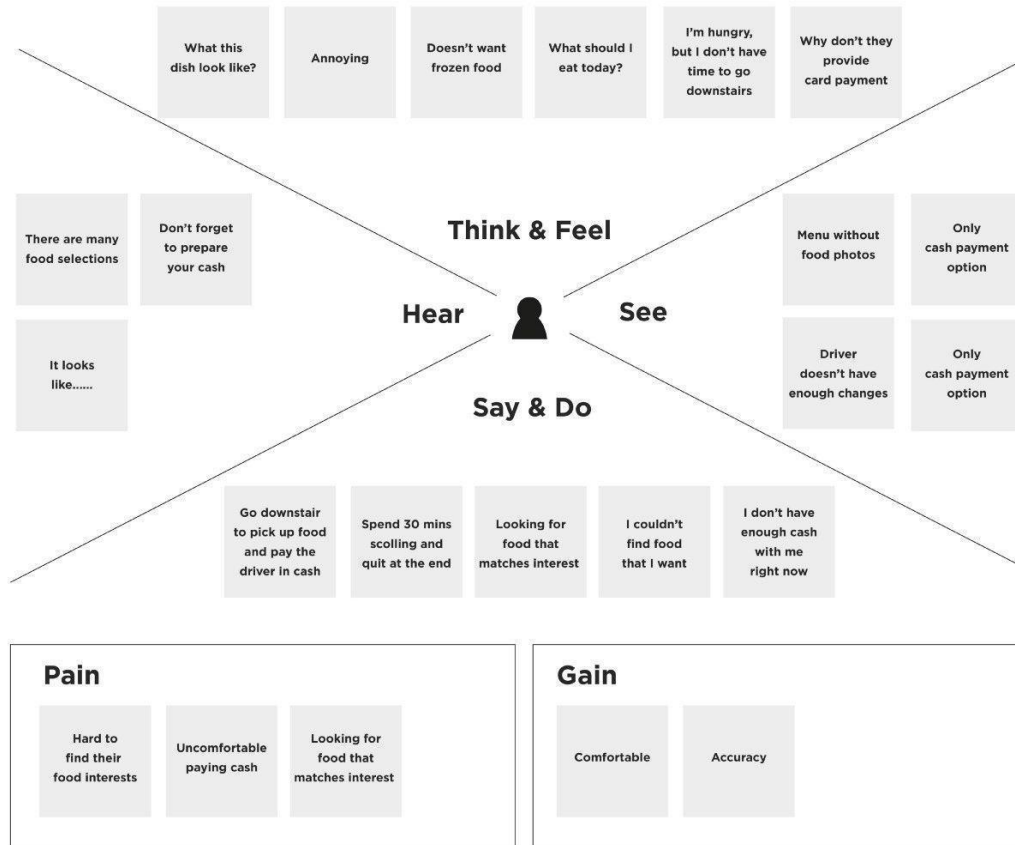 What this
dish look like?
Annoying
Doesn't want
frozen food
What should I
eat today?
I'm hungry,
but I don't have
time to go
downstairs
Why don't they
provide
card payment
There are many
food selections
Don't forget
to prepare
your cash
It looks
like......
Think & Feel
Hear
See
Say & Do
Menu without
food photos
Only
cash payment
option
Driver
doesn't have
enough changes
Only
cash payment
option
Go downstair
to pick up food
and pay the
driver in cash
Spend 30 mins
scolling and
quit at the end
Looking for
food that
matches interest
I couldn't
find food
that I want
I don't have
enough cash
with me
right now
Pain
Hard to
find their
food interests
Uncomfortable
paying cash
Looking for
food that
matches interest
Gain
Comfortable
Accuracy